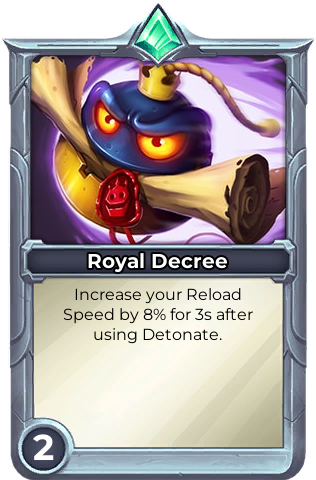 Royal Decree
Increase your Reload
Speed by 8% for 3s after
using Detonate.
2